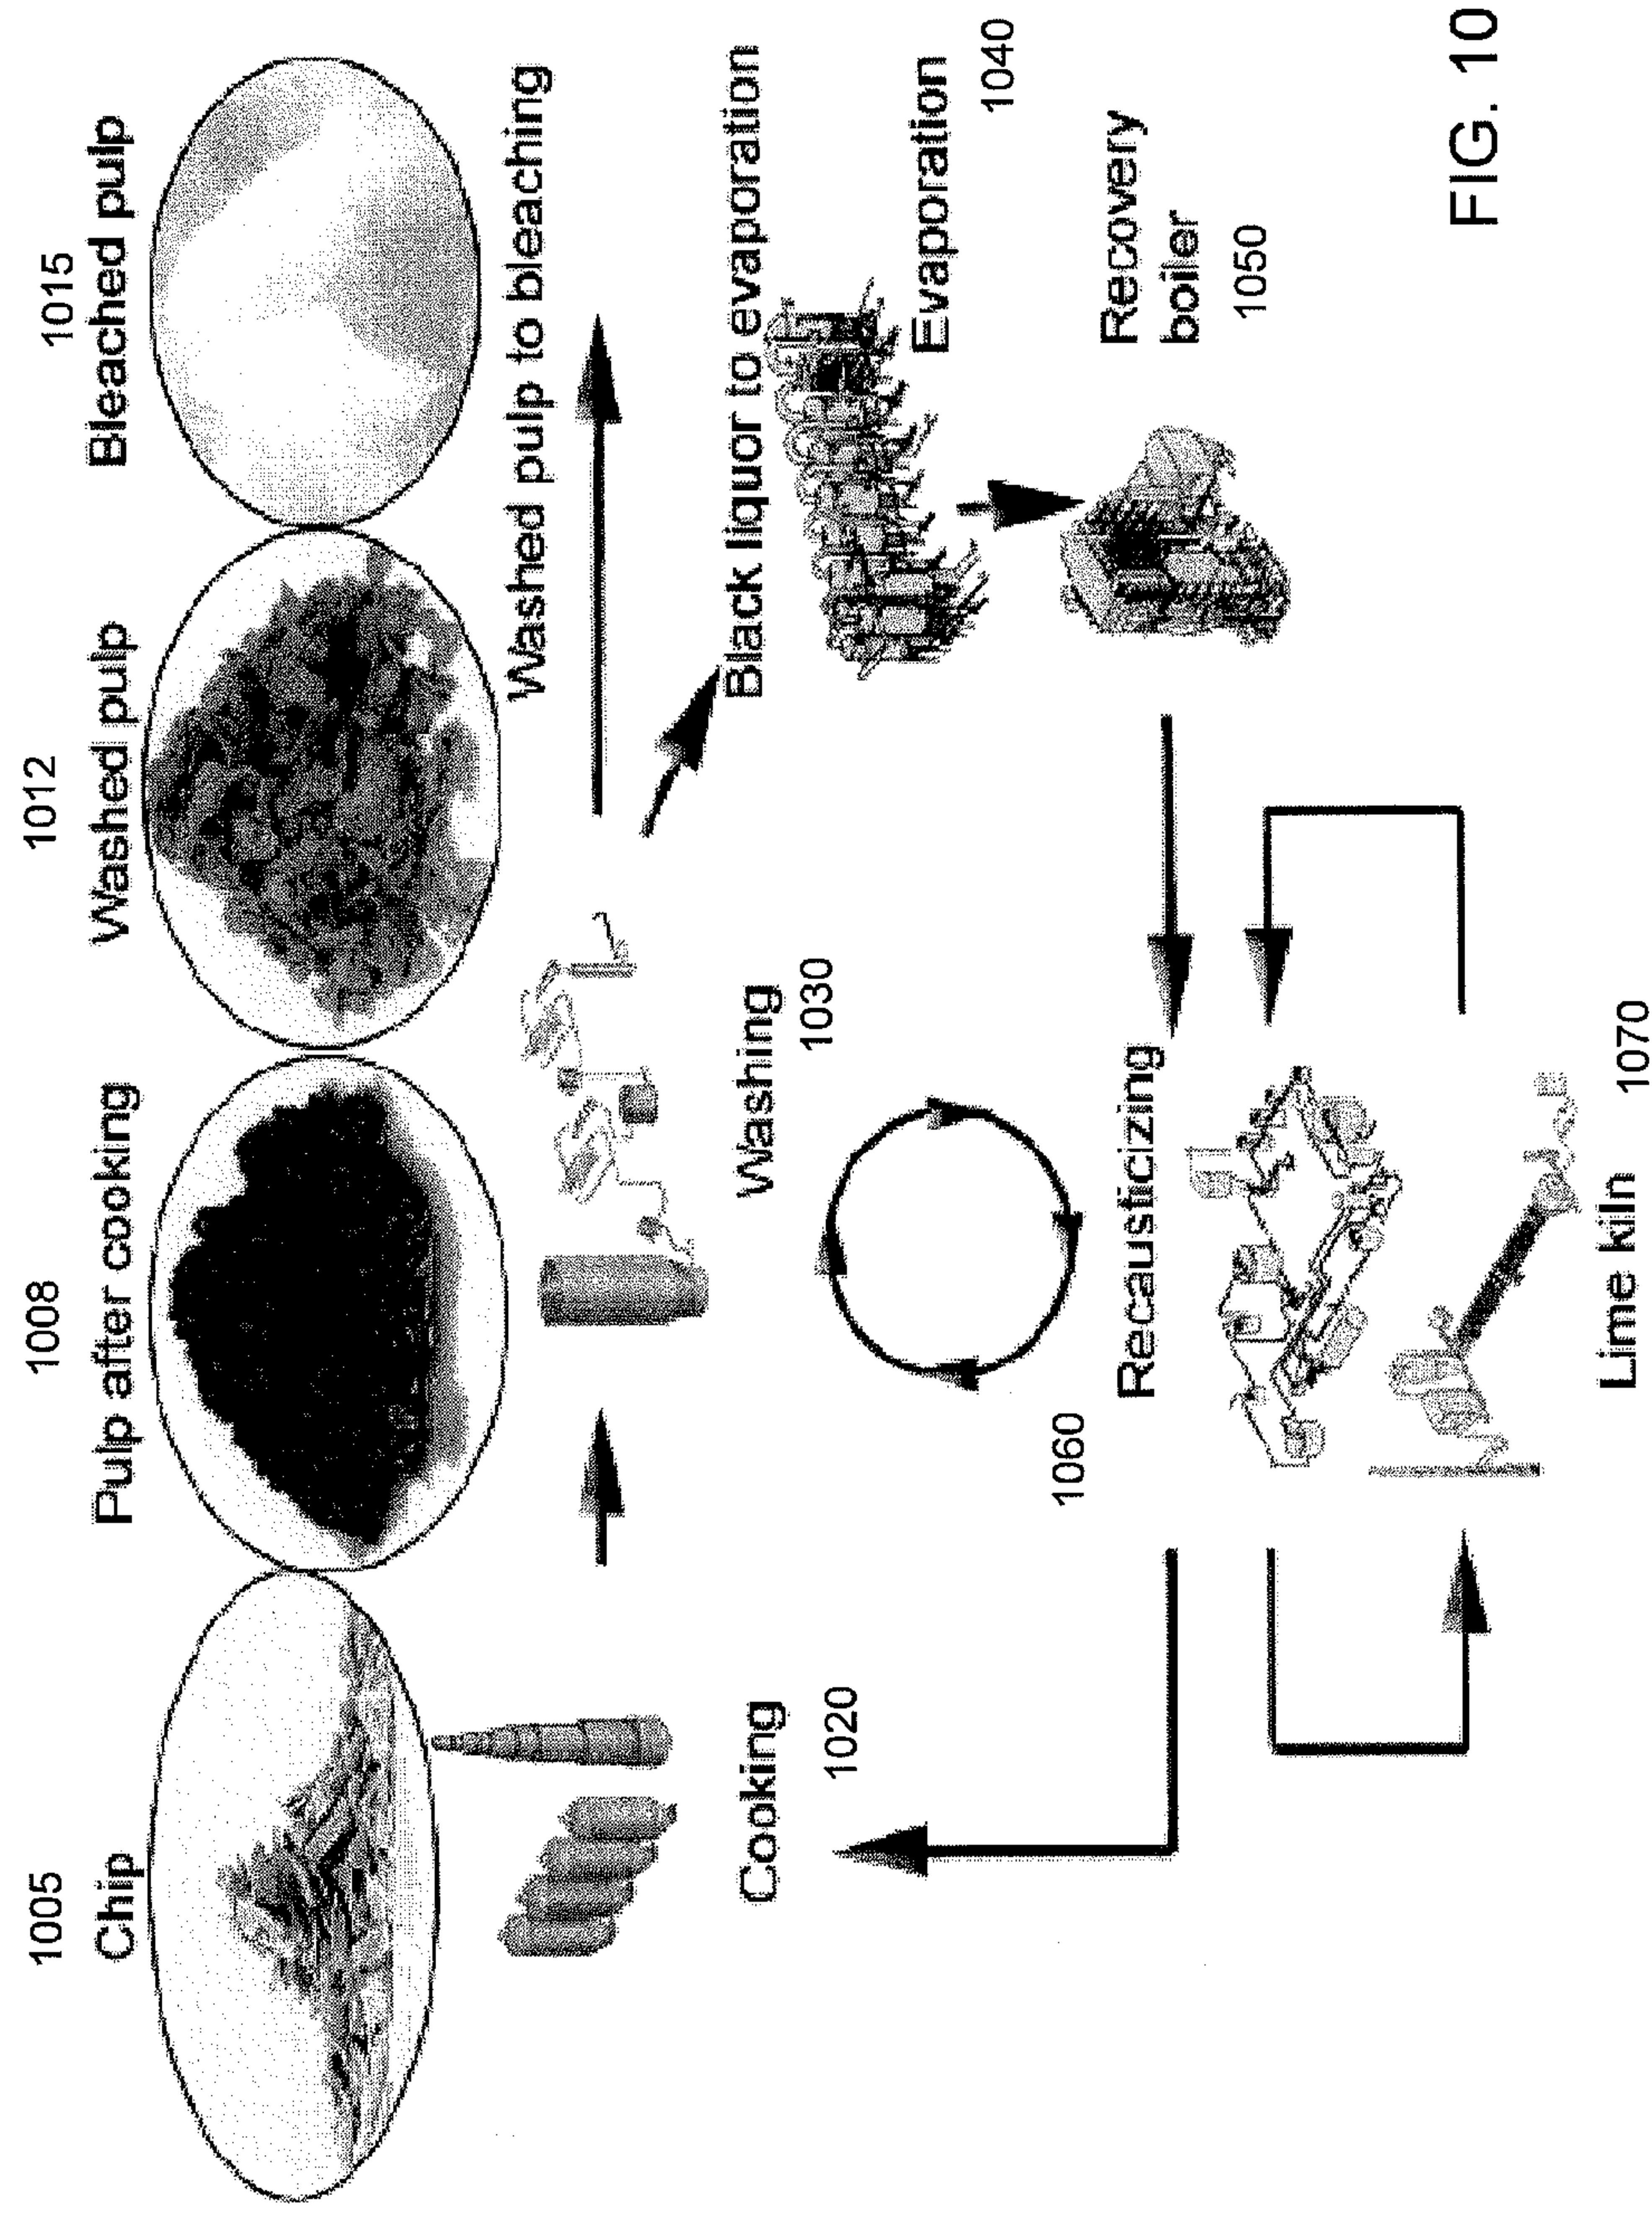 1005
Chip
1008
Pulp after cooking
1012
Washed pulp
1015
Bleached pulp
Washed pulp to bleaching
Black liquor to evaporation
Cooking
1020
Washing
1030
Evaporation
1040
1060
Recausticizing
Recovery
boiler
1050
Lime kiln
1070
FIG. 10